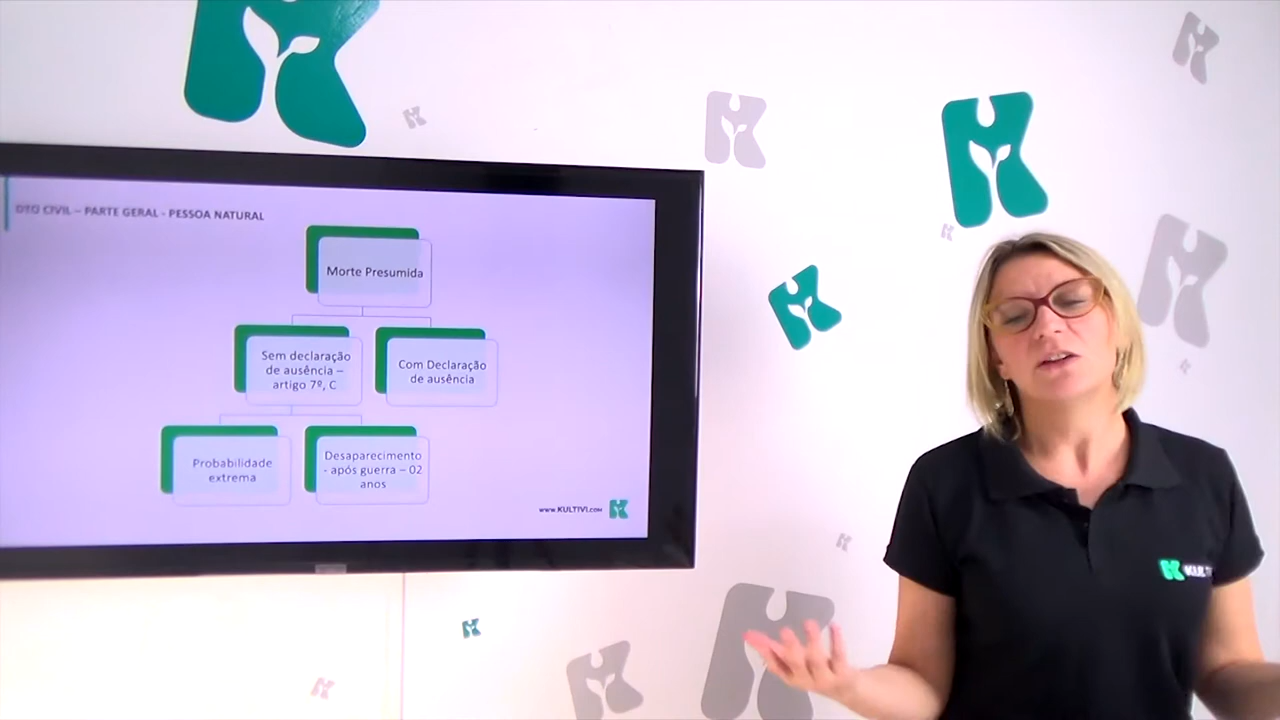 DTO CIVIL – PARTE GERAL - PESSOA NATURAL
Morte Presumida
Sem declaração
de ausência –
artigo 7º, C
Com Declaração
de ausência
Probabilidade
extrema
Desaparecimento
- após guerra – 02
anos
www.KULTIVI.com